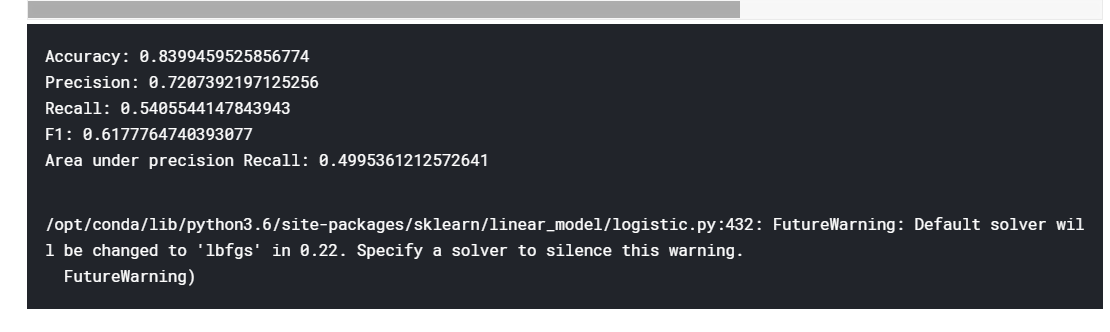 Accuracy: 0.8399459525856774
Precision: 0.7207392197125256
Recall: 0.5405544147843943
F1: 0.6177764740393077
Area under precision Recall: 0.4995361212572641
/opt/conda/lib/python3.6/site-packages/sklearn/linear_model/logistic.py:432: FutureWarning: Default solver wil
l be changed to 'lbfgs' in 0.22. Specify a solver to silence this warning.
  FutureWarning)